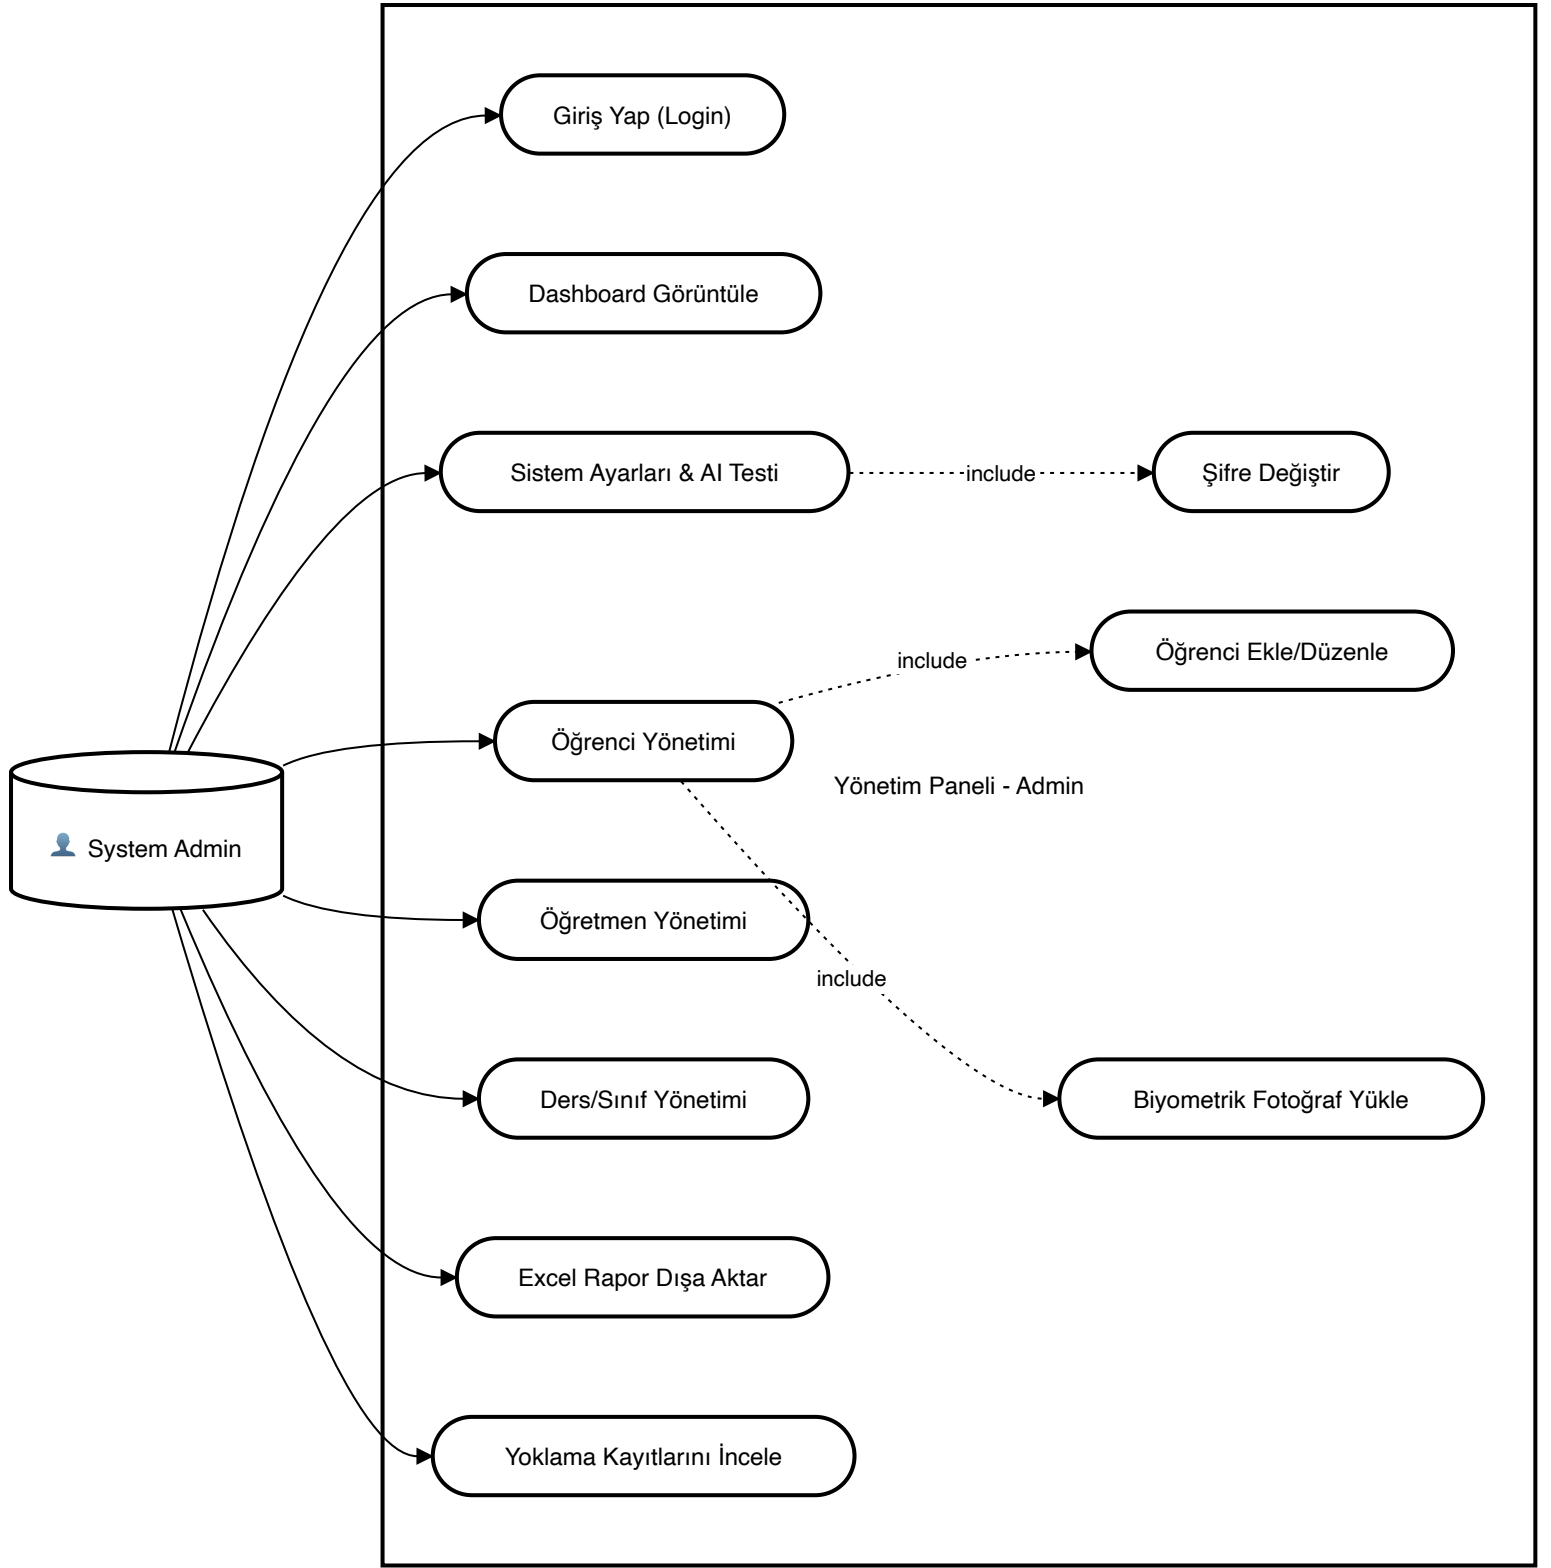 Giriş Yap (Login)
Dashboard Görüntüle
Sistem Ayarları & AI Testi
include
Şifre Değiştir
include
Öğrenci Ekle/Düzenle
Öğrenci Yönetimi
Yönetim Paneli - Admin
System Admin
Öğretmen Yönetimi
include
Ders/Sınıf Yönetimi
Biyometrik Fotoğraf Yükle
Excel Rapor Dışa Aktar
Yoklama Kayıtlarını İncele